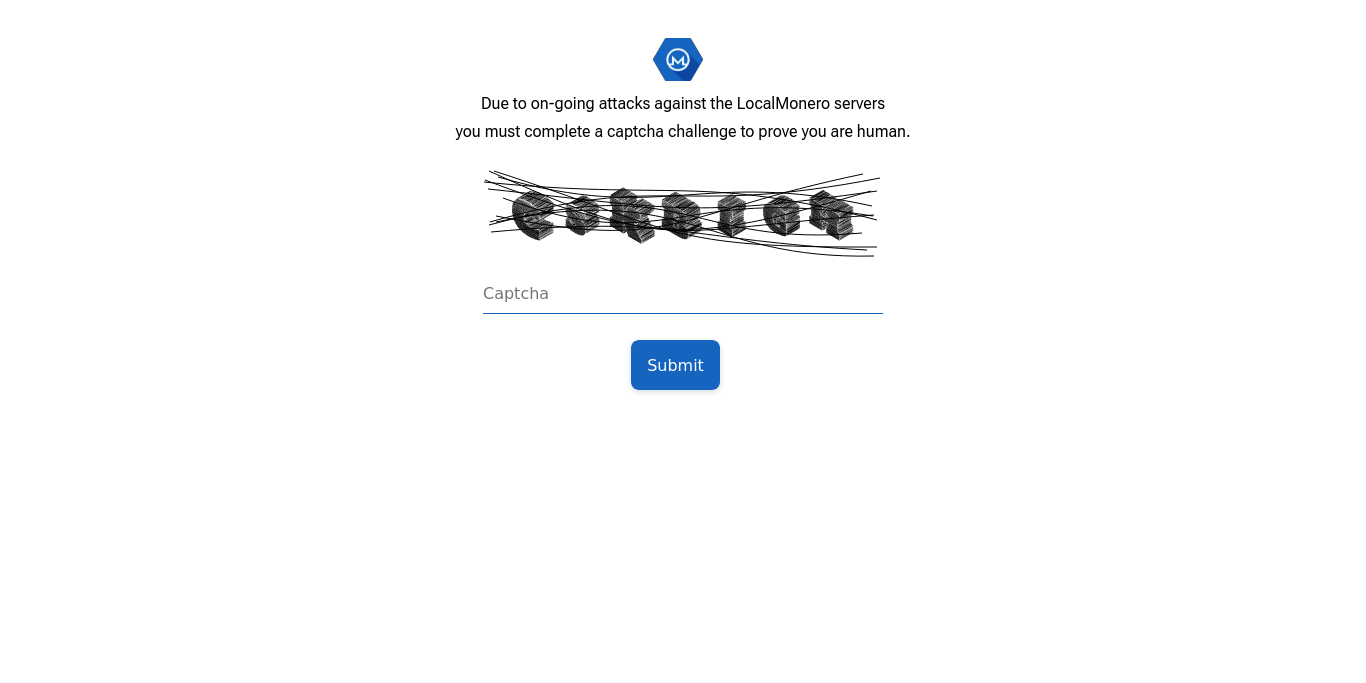 Due to on-going attacks against the LocalMonero servers
you must complete a captcha challenge to prove you are human.
Captcha
Submit